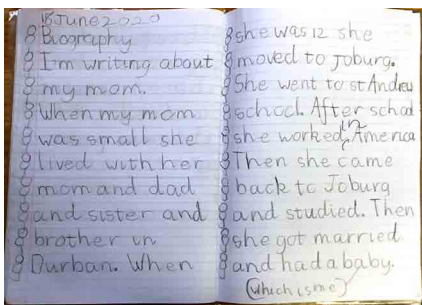 15 June 2020
Biography
I'm writing about
my mom.
When my mom
was small she
lived with her
mom and dad
and sister and
brother in
Durban. When
she was 12 she
moved to Joburg.
She went to st Andrew
school. After school
she worked in America
Then she came
back to Joburg
and studied. Then
she got married
and had a baby.
(which is me)